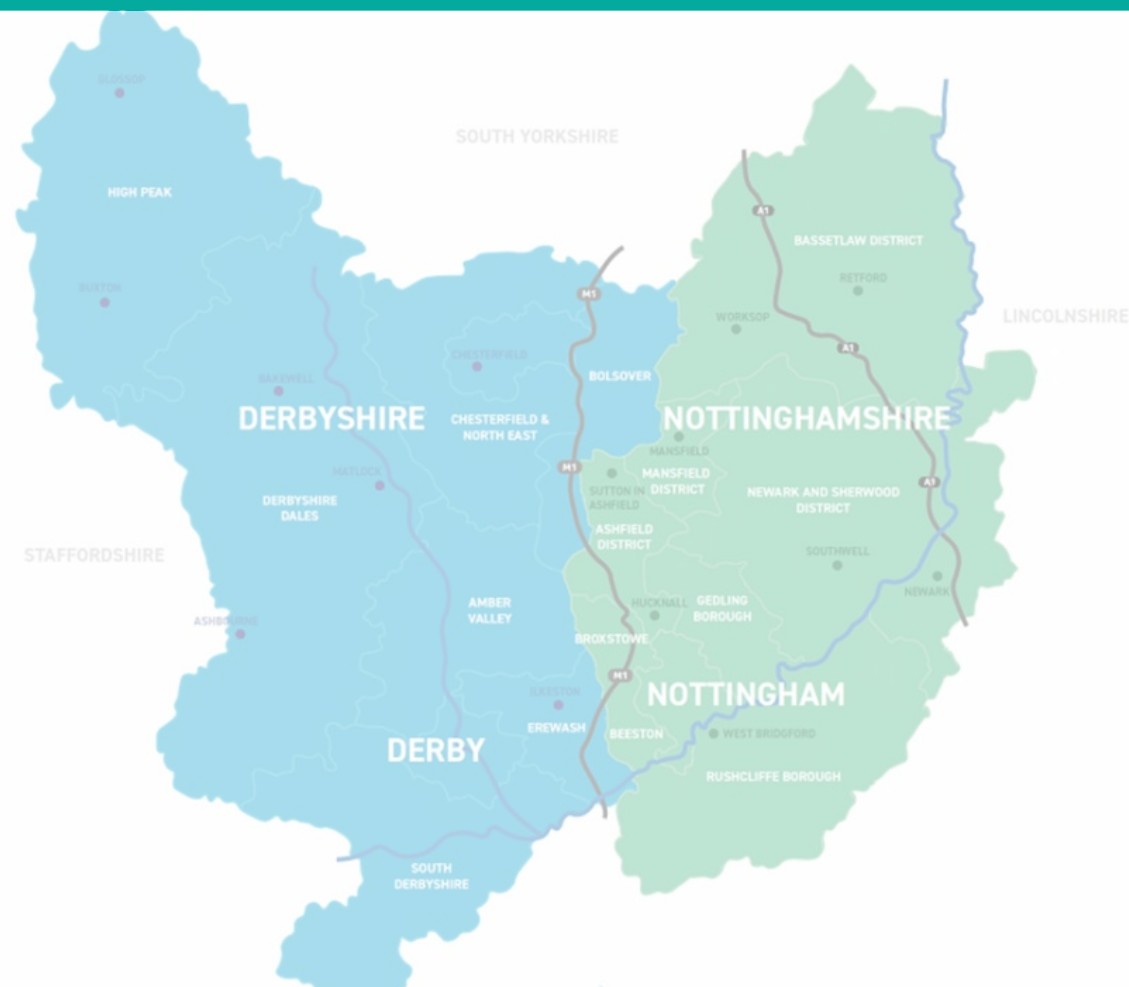 GLOSSOP
SOUTH YORKSHIRE
HIGH PEAK
A1
BASSETLAW DISTRICT
RETFORD
BUXTON
M1
LINCOLNSHIRE
WORKSOP
A1
CHESTERFIELD
BAKEWELL
BOLSOVER
DERBYSHIRE
CHESTERFIELD &
NORTH EAST
NOTTINGHAMSHIRE
MANSFIELD
M1
MATLOCK
MANSFIELD
DISTRICT
A1
SUTTON IN
ASHFIELD
NEWARK AND SHERWOOD
DISTRICT
DERBYSHIRE
DALES
ASHFIELD
DISTRICT
STAFFORDSHIRE
SOUTHWELL
NEWARK
AMBER
VALLEY
HUCKNALL
GEDLING
BOROUGH
ASHBOURNE
BROXSTOWE
M1
ILKESTON
NOTTINGHAM
EREWASH
BEESTON
WEST BRIDGFORD
DERBY
RUSHCLIFFE BOROUGH
SOUTH
DERBYSHIRE